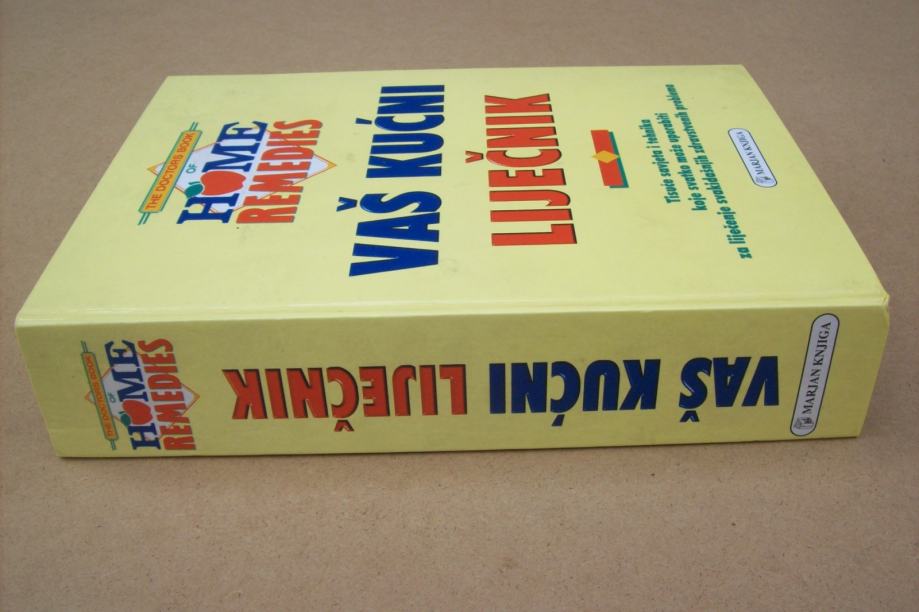 THE DOCTORS BOOK
OF
HOME
REMEDIES
VAŠ KUĆNI
LIJEČNIK
Tisuće savjeta i tehnika
koje svatko može uporabiti
za liječenje svakidašnjih zdravstvenih problema
MARJAN KNJIGA
THE DOCTORS BOOK
OF
HOME
REMEDIES
VAŠ KUĆNI LIJEČNIK
MARJAN KNJIGA